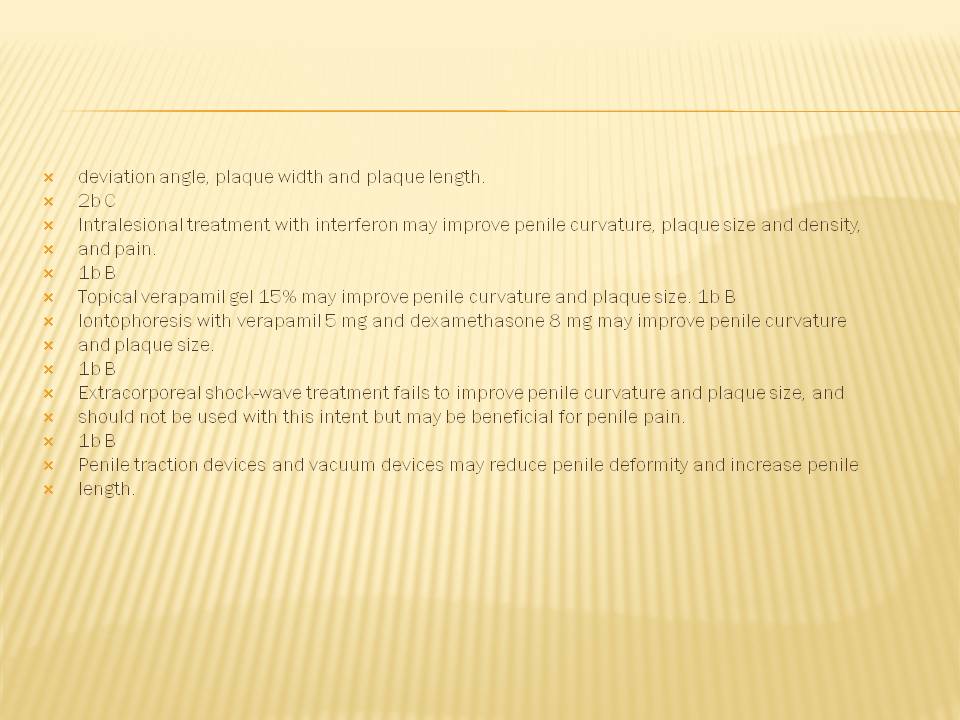 deviation angle, plaque width and plaque length.
2b C
Intralesional treatment with interferon may improve penile curvature, plaque size and density,
and pain.
1b B
Topical verapamil gel 15% may improve penile curvature and plaque size. 1b B
Iontophoresis with verapamil 5 mg and dexamethasone 8 mg may improve penile curvature
and plaque size.
1b B
Extracorporeal shock-wave treatment fails to improve penile curvature and plaque size, and
should not be used with this intent but may be beneficial for penile pain.
1b B
Penile traction devices and vacuum devices may reduce penile deformity and increase penile
length.